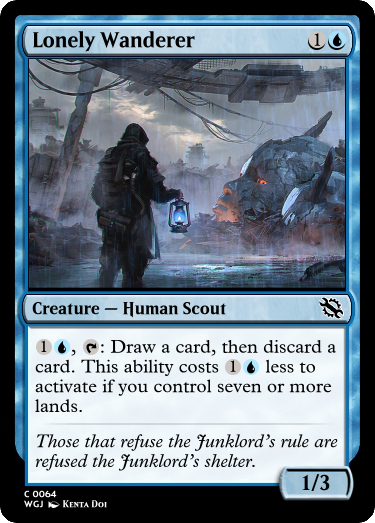 Lonely Wanderer 1
1, : Draw a card, then discard a
card. This ability costs 1 less to
activate if you control seven or more
lands.
Those that refuse the Junklord's rule are
refused the Junklord's shelter.
Creature — Human Scout
1/3
C 0064
WGJ Kenta Doi